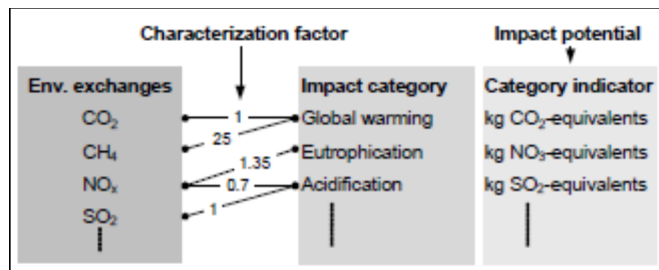 Characterization factor Impact potential
Env. exchanges Impact category Category indicator
CO₂ 1 Global warming kg CO₂-equivalents
25
CH₄ 1.35 Eutrophication kg NO₃-equivalents
NOₓ 0.7 Acidification kg SO₂-equivalents
SO₂ 1